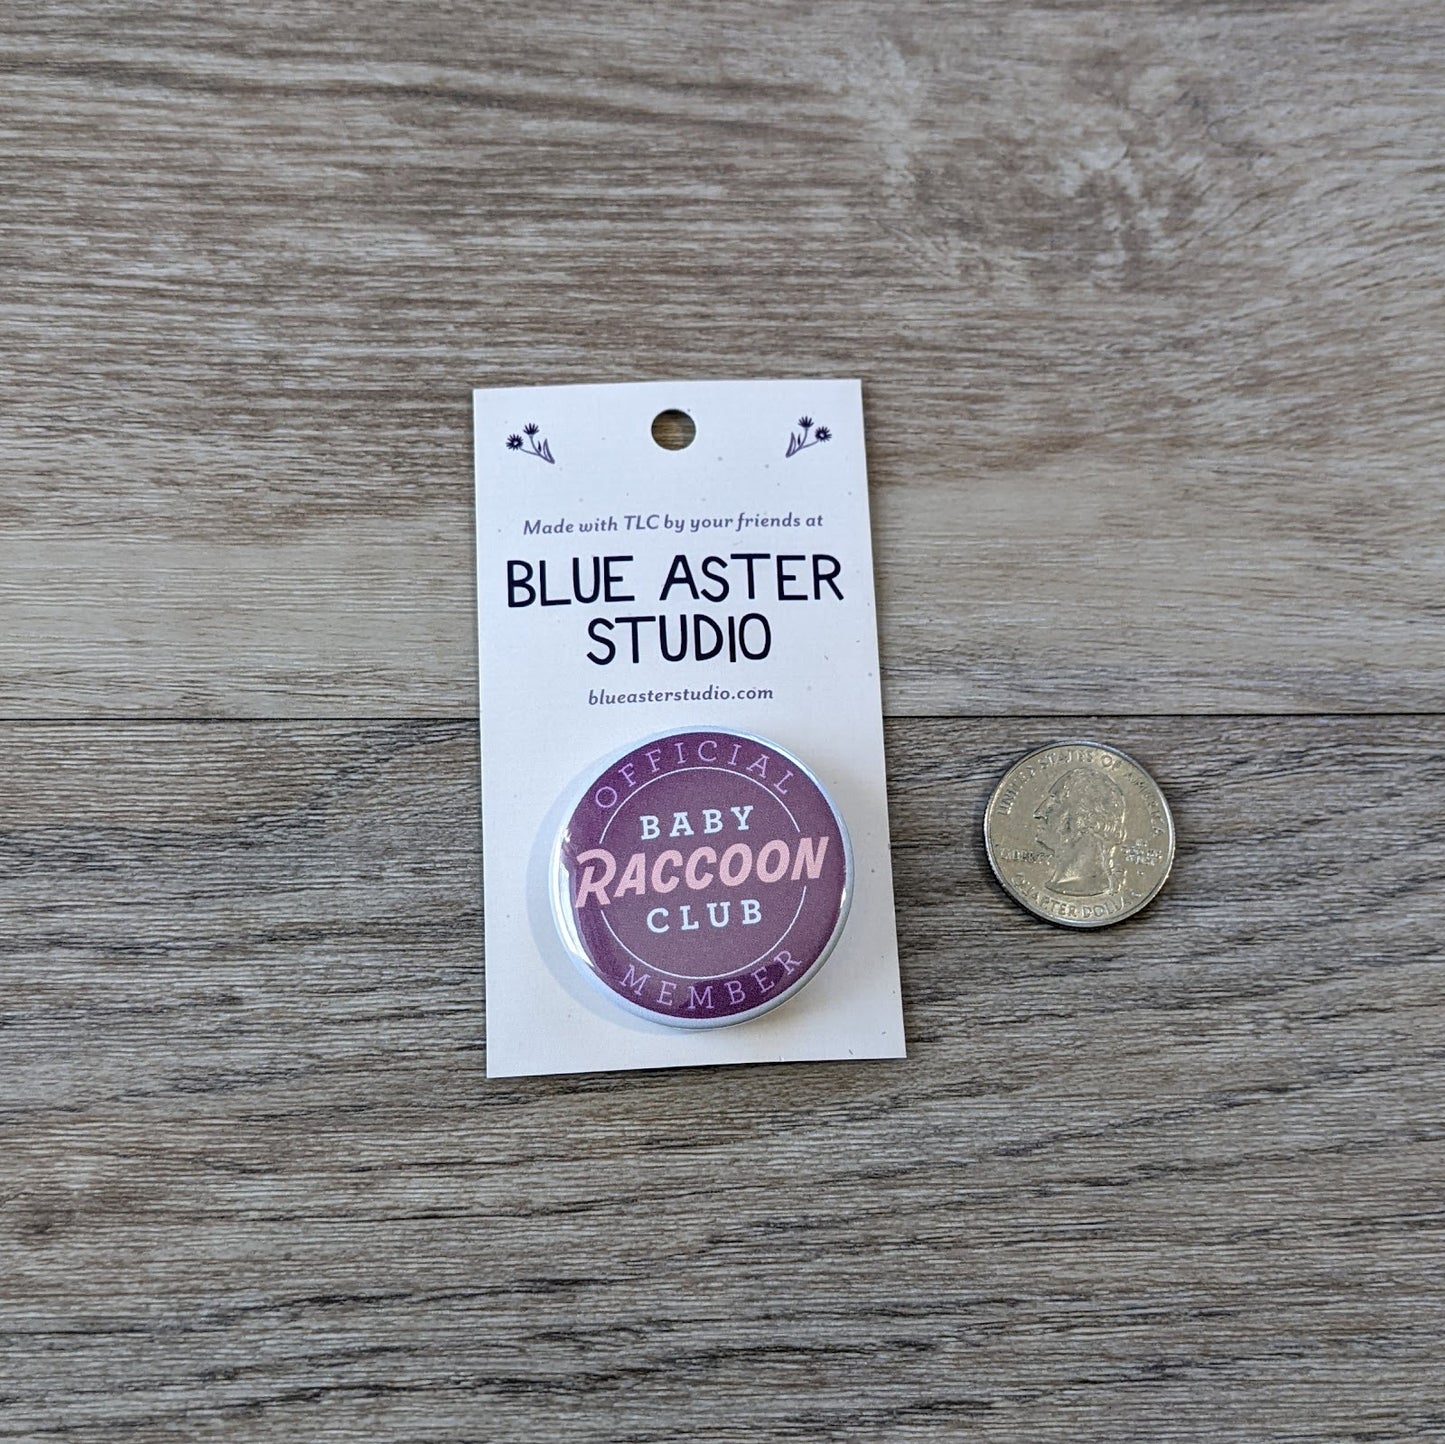 Made with TLC by your friends at
BLUE ASTER
STUDIO
blueasterstudio.com
OFFICIAL
BABY
RACCOON
CLUB
MEMBER
UNITED STATES OF AMERICA
LIBERTY
QUARTER DOLLAR